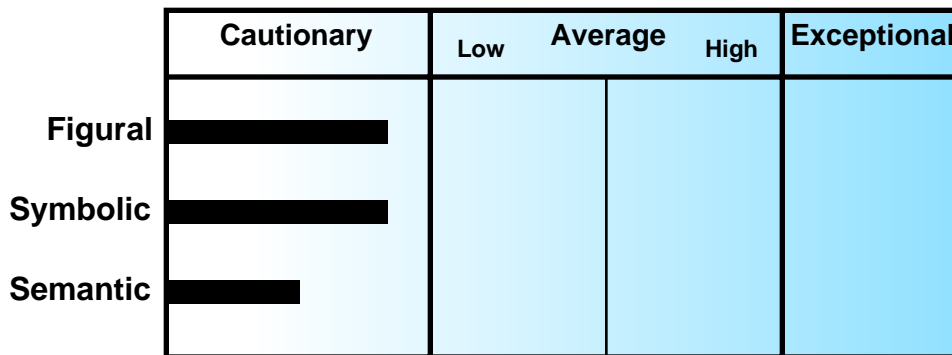 Cautionary
Low Average High
Exceptional
Figural
Symbolic
Semantic